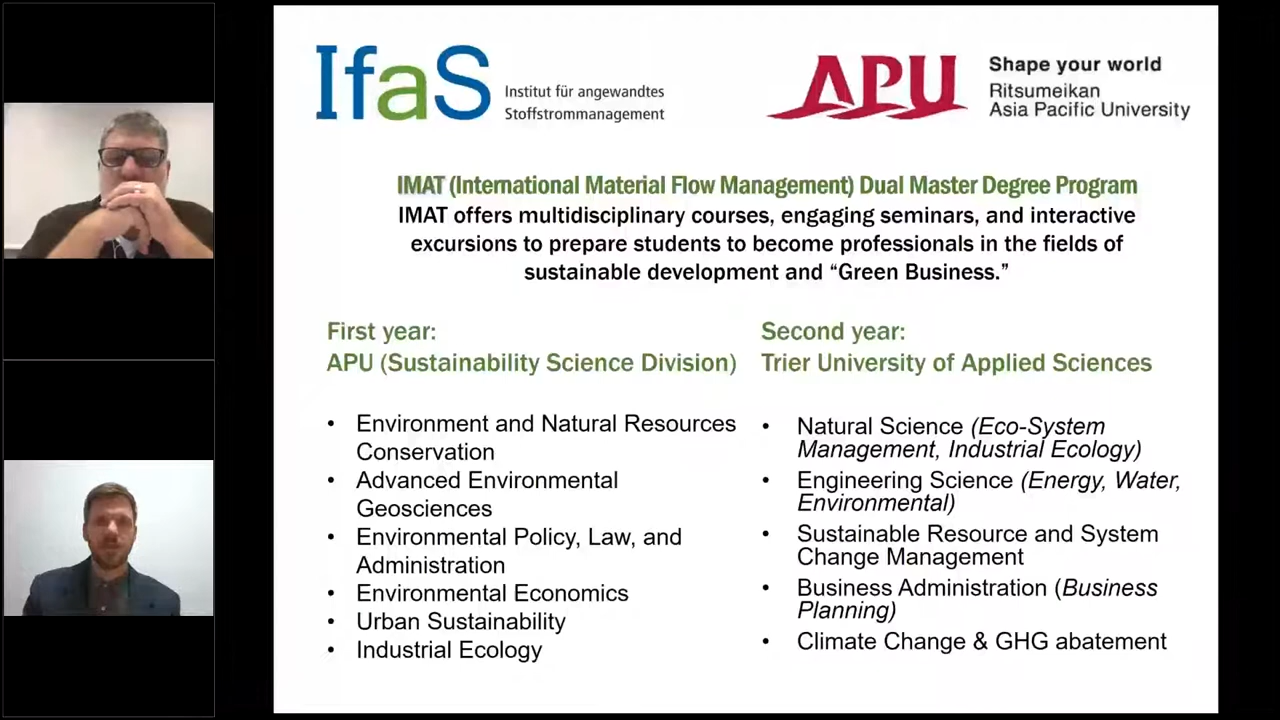 IfaS
Institut für angewandtes
Stoffstrommanagement
APU
Shape your world
Ritsumeikan
Asia Pacific University
IMAT (International Material Flow Management) Dual Master Degree Program
IMAT offers multidisciplinary courses, engaging seminars, and interactive
excursions to prepare students to become professionals in the fields of
sustainable development and “Green Business.”
First year:
APU (Sustainability Science Division)
• Environment and Natural Resources
Conservation
• Advanced Environmental
Geosciences
• Environmental Policy, Law, and
Administration
• Environmental Economics
• Urban Sustainability
• Industrial Ecology
Second year:
Trier University of Applied Sciences
• Natural Science (Eco-System
Management, Industrial Ecology)
• Engineering Science (Energy, Water,
Environmental)
• Sustainable Resource and System
Change Management
• Business Administration (Business
Planning)
• Climate Change & GHG abatement